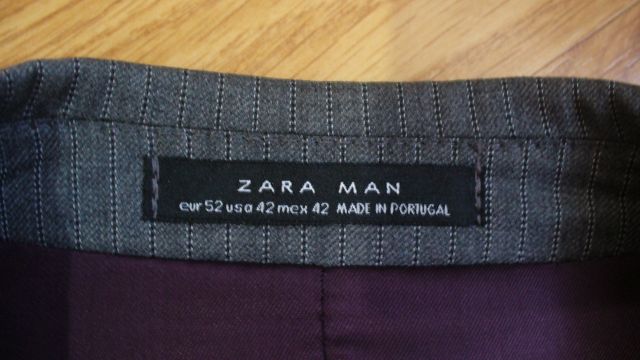 ZARA MAN
eur 52 usa 42 mex 42 MADE IN PORTUGAL